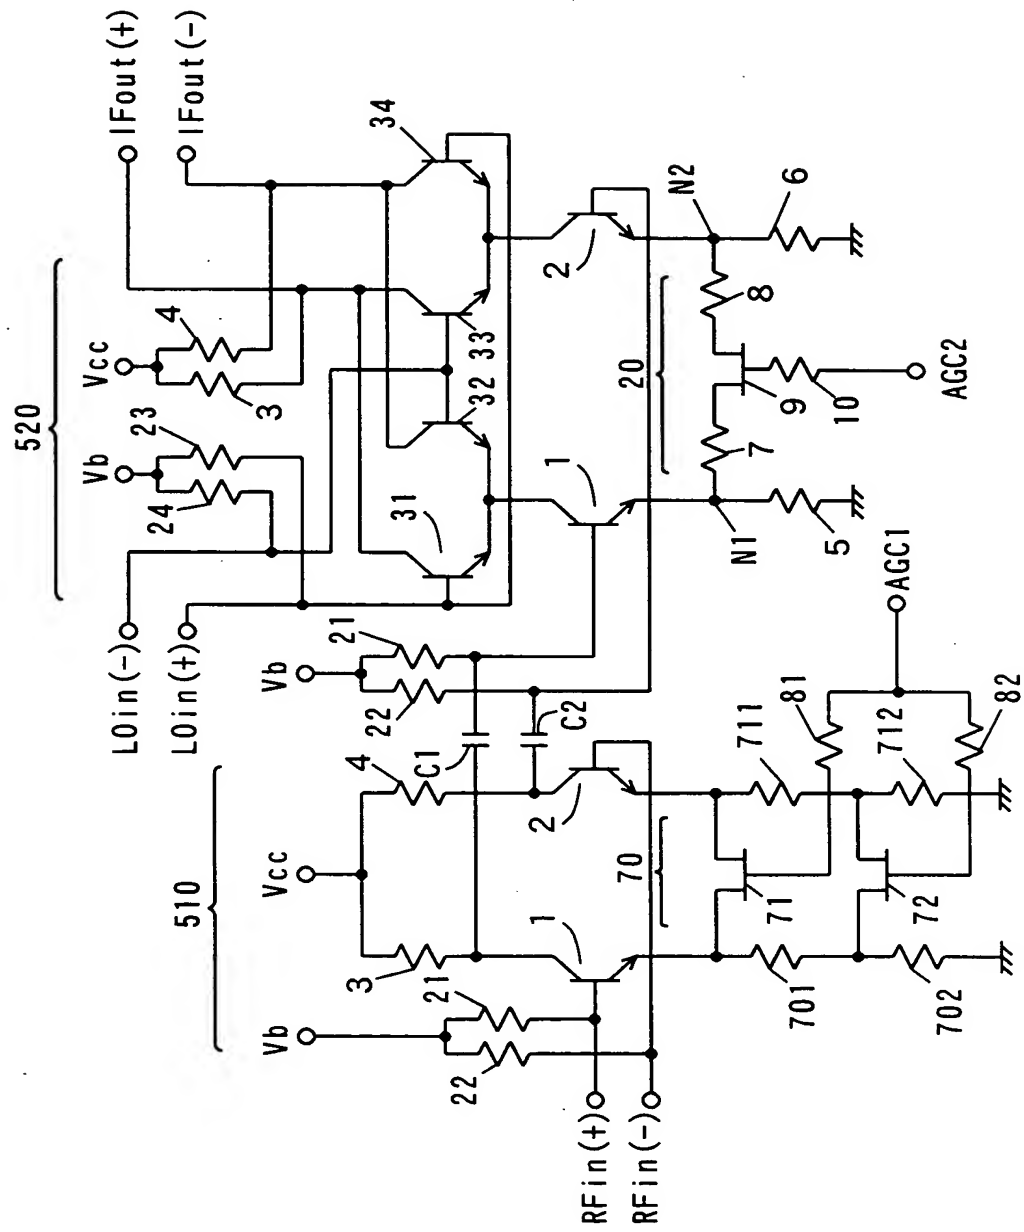 520
IFout(+)
IFout(-)
Vcc
4
3
Vb
23
24
LOin(-)
LOin(+)
34
33
32
31
2
1
N2
6
8
20
7
9
10
AGC2
N1
5
510
Vb
21
22
C1
C2
Vcc
4
3
2
1
Vb
21
22
RFin(+)
RFin(-)
70
71
72
701
702
711
712
81
82
AGC1